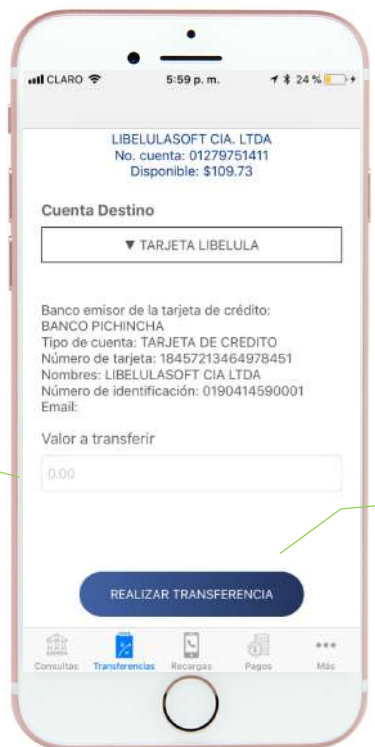 CLARO 5:59 p. m. 24 %
LIBELULASOFT CIA. LTDA
No. cuenta: 01279751411
Disponible: $109.73
Cuenta Destino
▼ TARJETA LIBELULA
Banco emisor de la tarjeta de crédito:
BANCO PICHINCHA
Tipo de cuenta: TARJETA DE CREDITO
Número de tarjeta: 18457213464978451
Nombres: LIBELULASOFT CIA LTDA
Número de identificación: 0190414590001
Email:
Valor a transferir
0.00
REALIZAR TRANSFERENCIA
Consultas Transferencias Recargas Pagos Más